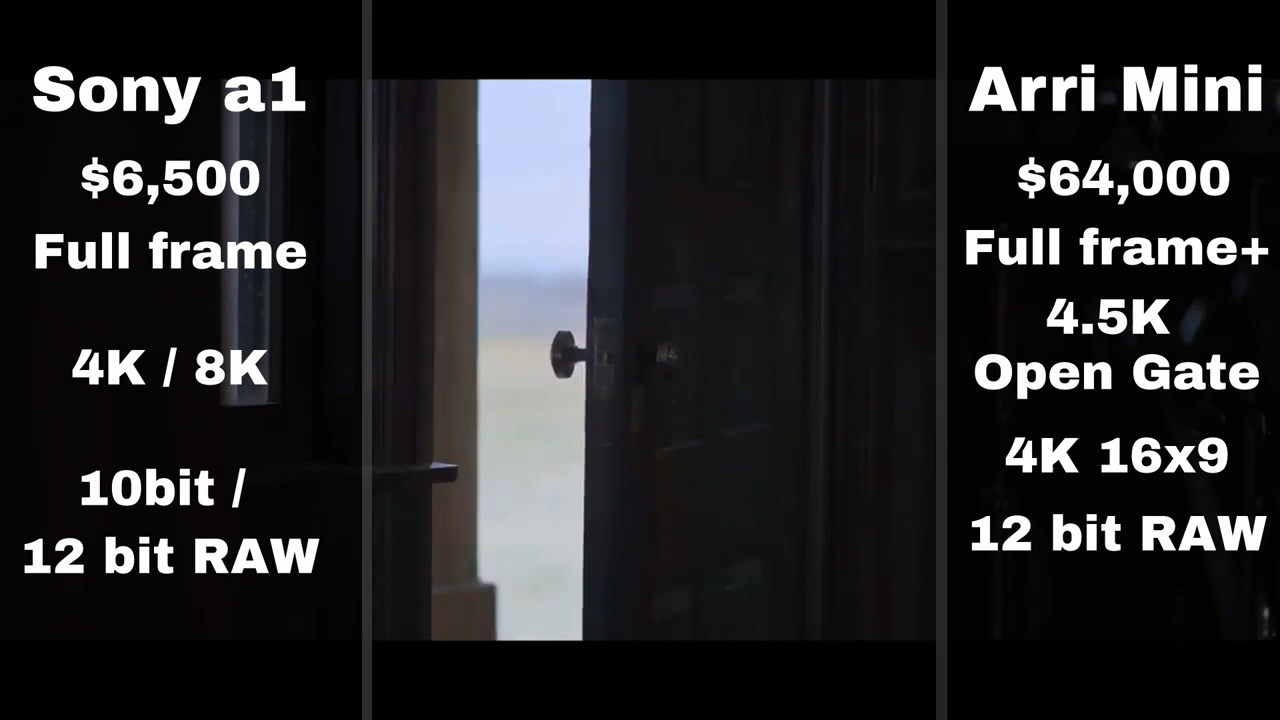 Sony a1
$6,500
Full frame
4K / 8K
10bit /
12 bit RAW
Arri Mini
$64,000
Full frame+
4.5K
Open Gate
4K 16x9
12 bit RAW